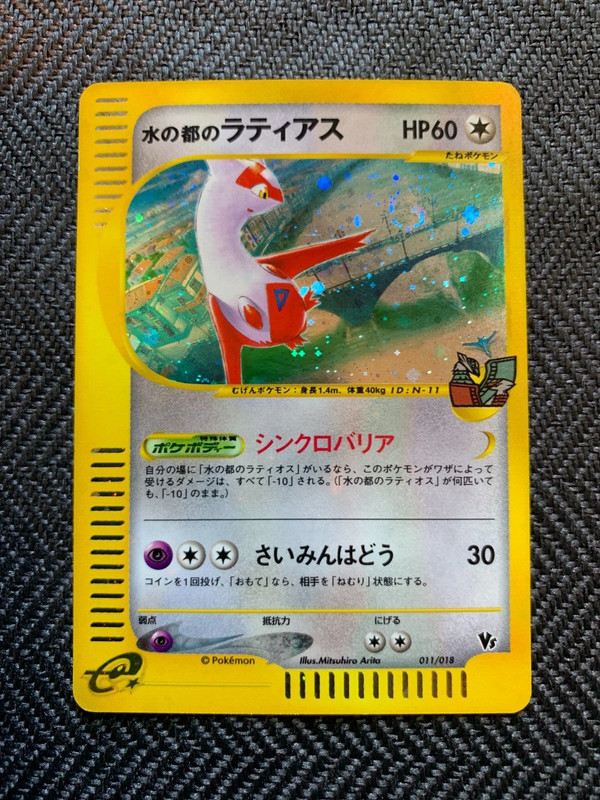 水の都のラティアス HP60
たねポケモン
むげんポケモン：身長1.4m、体重40kg ID:N-11
特殊体質
ポケボディー シンクロバリア
自分の場に「水の都のラティオス」がいるなら、このポケモンがワザによって
受けるダメージは、すべて「-10」される。（「水の都のラティオス」が何匹いて
も、「-10」のまま。）
さいみんはどう 30
コインを1回投げ、「おもて」なら、相手を「ねむり」状態にする。
弱点 抵抗力 にげる
e
© Pokémon Illus.Mitsuhiro Arita 011/018 VS